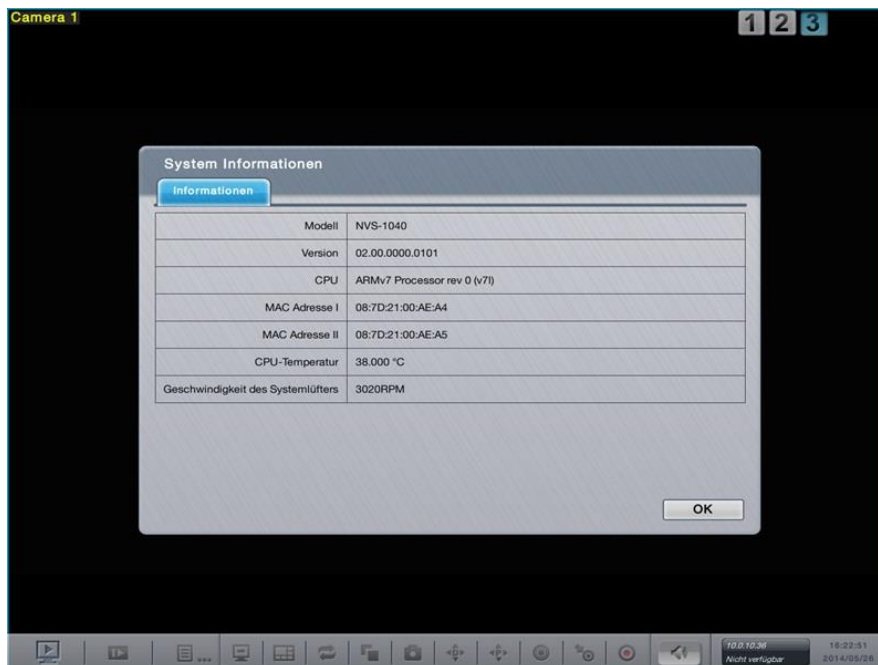 Camera 1
1 2 3
System Informationen
Informationen
Modell NVS-1040
Version 02.00.0000.0101
CPU ARMv7 Processor rev 0 (v7l)
MAC Adresse I 08:7D:21:00:AE:A4
MAC Adresse II 08:7D:21:00:AE:A5
CPU-Temperatur 38.000 °C
Geschwindigkeit des Systemlüfters 3020RPM
OK
10.0.10.36 16:22:51
Nicht verfügbar 2014/05/26